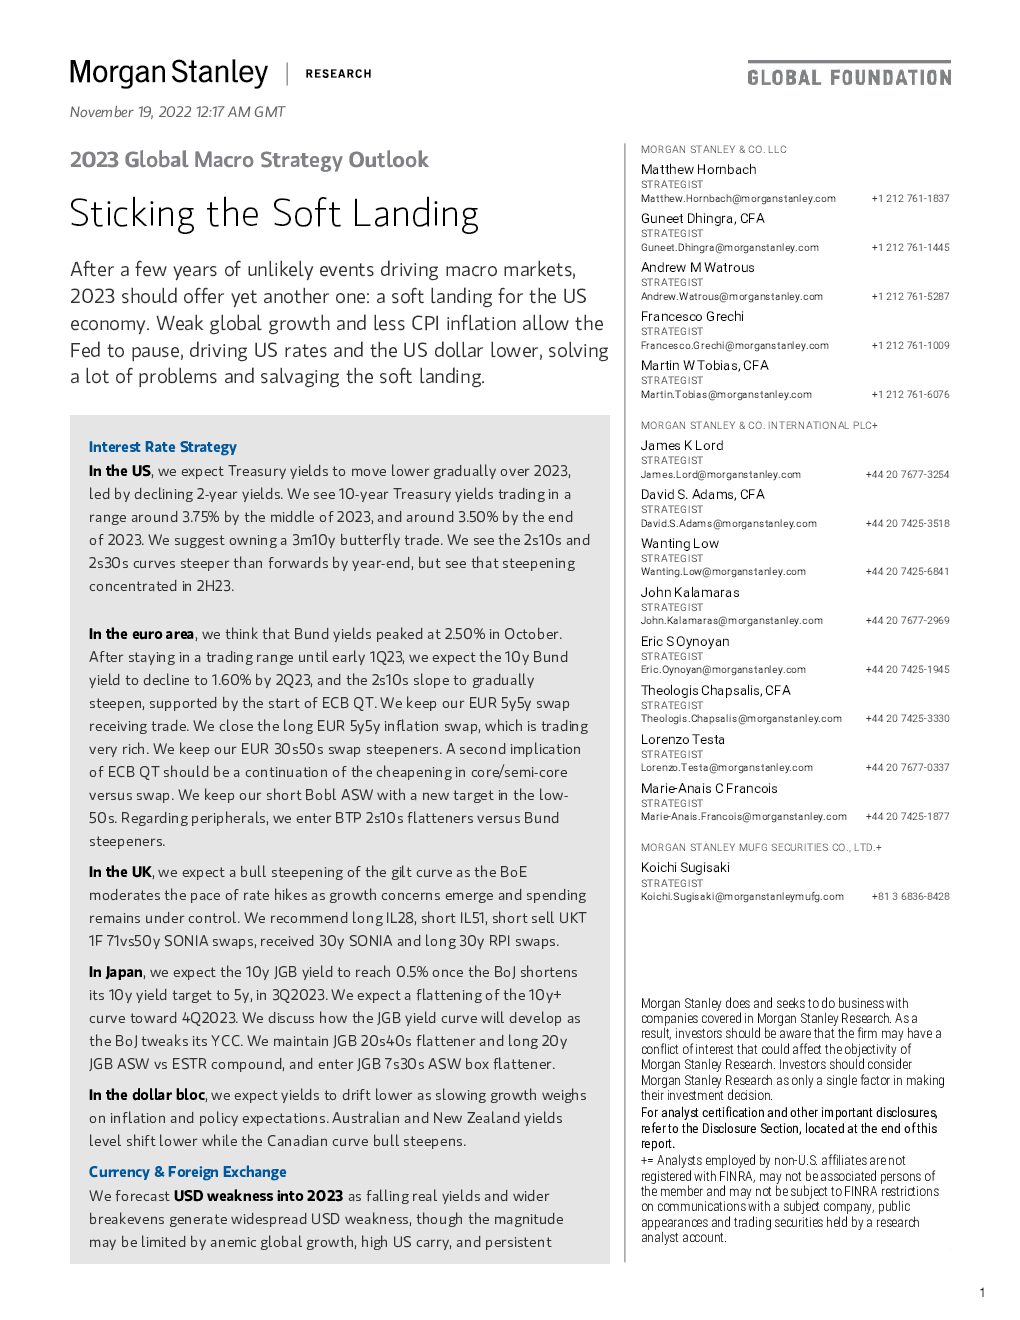 Morgan Stanley | RESEARCH
GLOBAL FOUNDATION
November 19, 2022 12:17 AM GMT
2023 Global Macro Strategy Outlook
Sticking the Soft Landing
After a few years of unlikely events driving macro markets,
2023 should offer yet another one: a soft landing for the US
economy. Weak global growth and less CPI inflation allow the
Fed to pause, driving US rates and the US dollar lower, solving
a lot of problems and salvaging the soft landing.
Interest Rate Strategy
In the US, we expect Treasury yields to move lower gradually over 2023,
led by declining 2-year yields. We see 10-year Treasury yields trading in a
range around 3.75% by the middle of 2023, and around 3.50% by the end
of 2023. We suggest owning a 3m10y butterfly trade. We see the 2s10s and
2s30s curves steeper than forwards by year-end, but see that steepening
concentrated in 2H23.
In the euro area, we think that Bund yields peaked at 2.50% in October.
After staying in a trading range until early 1Q23, we expect the 10y Bund
yield to decline to 1.60% by 2Q23, and the 2s10s slope to gradually
steepen, supported by the start of ECB QT. We keep our EUR 5y5y swap
receiving trade. We close the long EUR 5y5y inflation swap, which is trading
very rich. We keep our EUR 30s50s swap steepeners. A second implication
of ECB QT should be a continuation of the cheapening in core/semi-core
versus swap. We keep our short Bobl ASW with a new target in the low-
50s. Regarding peripherals, we enter BTP 2s10s flatteners versus Bund
steepeners.
In the UK, we expect a bull steepening of the gilt curve as the BoE
moderates the pace of rate hikes as growth concerns emerge and spending
remains under control. We recommend long IL28, short IL51, short sell UKT
1F 71vs50y SONIA swaps, received 30y SONIA and long 30y RPI swaps.
In Japan, we expect the 10y JGB yield to reach 0.5% once the BoJ shortens
its 10y yield target to 5y, in 3Q2023. We expect a flattening of the 10y+
curve toward 4Q2023. We discuss how the JGB yield curve will develop as
the BoJ tweaks its YCC. We maintain JGB 20s40s flattener and long 20y
JGB ASW vs ESTR compound, and enter JGB 7s30s ASW box flattener.
In the dollar bloc, we expect yields to drift lower as slowing growth weighs
on inflation and policy expectations. Australian and New Zealand yields
level shift lower while the Canadian curve bull steepens.
Currency & Foreign Exchange
We forecast USD weakness into 2023 as falling real yields and wider
breakevens generate widespread USD weakness, though the magnitude
may be limited by anemic global growth, high US carry, and persistent
MORGAN STANLEY & CO. LLC
Matthew Hornbach
STRATEGIST
Matthew.Hornbach@morganstanley.com +1 212 761-1837
Guneet Dhingra, CFA
STRATEGIST
Guneet.Dhingra@morganstanley.com +1 212 761-1445
Andrew M Watrous
STRATEGIST
Andrew.Watrous@morganstanley.com +1 212 761-5287
Francesco Grechi
STRATEGIST
Francesco.Grechi@morganstanley.com +1 212 761-1009
Martin W Tobias, CFA
STRATEGIST
Martin.Tobias@morganstanley.com +1 212 761-6076
MORGAN STANLEY & CO. INTERNATIONAL PLC+
James K Lord
STRATEGIST
James.Lord@morganstanley.com +44 20 7677-3254
David S. Adams, CFA
STRATEGIST
David.S.Adams@morganstanley.com +44 20 7425-3518
Wanting Low
STRATEGIST
Wanting.Low@morganstanley.com +44 20 7425-6841
John Kalamaras
STRATEGIST
John.Kalamaras@morganstanley.com +44 20 7677-2969
Eric S Oynoyan
STRATEGIST
Eric.Oynoyan@morganstanley.com +44 20 7425-1945
Theologis Chapsalis, CFA
STRATEGIST
Theologis.Chapsalis@morganstanley.com +44 20 7425-3330
Lorenzo Testa
STRATEGIST
Lorenzo.Testa@morganstanley.com +44 20 7677-0337
Marie-Anais C Francois
STRATEGIST
Marie-Anais.Francois@morganstanley.com +44 20 7425-1877
MORGAN STANLEY MUFG SECURITIES CO., LTD.+
Koichi Sugisaki
STRATEGIST
Koichi.Sugisaki@morganstanleymufg.com +81 3 6836-8428
Morgan Stanley does and seeks to do business with
companies covered in Morgan Stanley Research. As a
result, investors should be aware that the firm may have a
conflict of interest that could affect the objectivity of
Morgan Stanley Research. Investors should consider
Morgan Stanley Research as only a single factor in making
their investment decision.
For analyst certification and other important disclosures,
refer to the Disclosure Section, located at the end of this
report.
+= Analysts employed by non-U.S. affiliates are not
registered with FINRA, may not be associated persons of
the member and may not be subject to FINRA restrictions
on communications with a subject company, public
appearances and trading securities held by a research
analyst account.
1